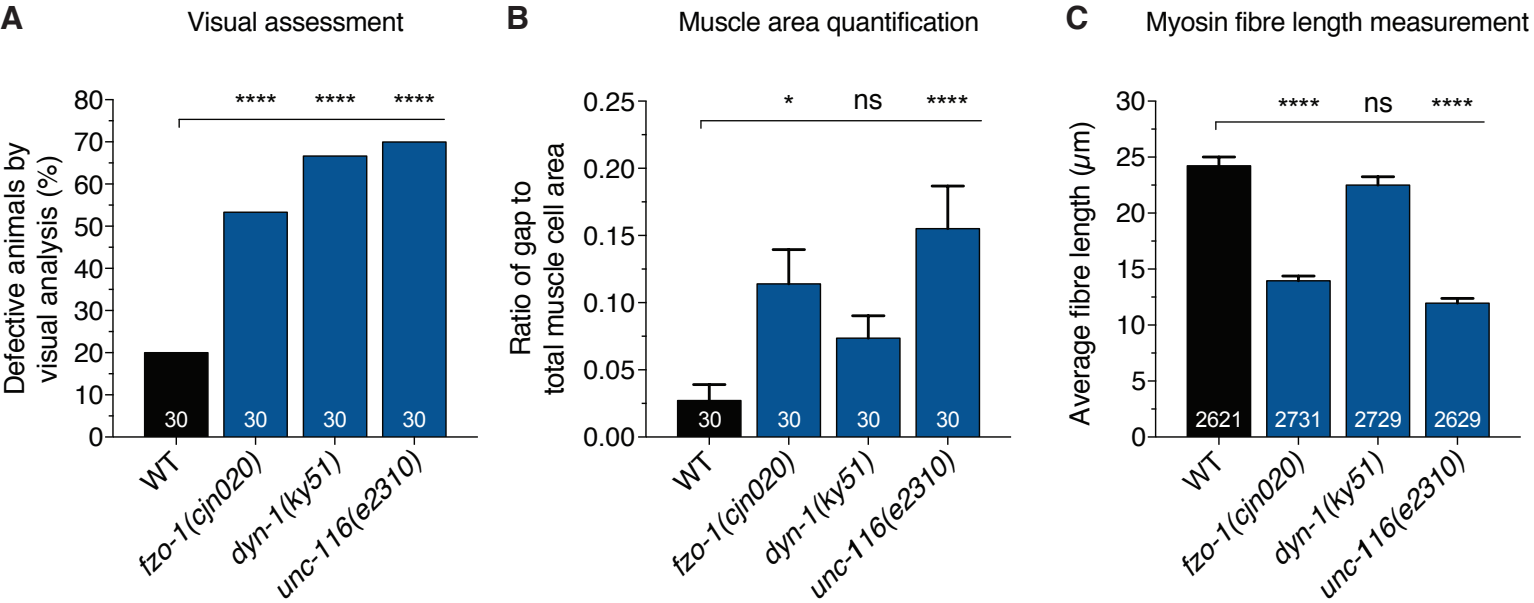 A
Visual assessment
Defective animals by
visual analysis (%)
80
70
60
50
40
30
20
10
0
**** **** ****
30 30 30 30
WT
fzo-1(cjn020)
dyn-1(ky51)
unc-116(e2310)
B
Muscle area quantification
Ratio of gap to
total muscle cell area
0.25
0.20
0.15
0.10
0.05
0.00
* ns ****
30 30 30 30
WT
fzo-1(cjn020)
dyn-1(ky51)
unc-116(e2310)
C
Myosin fibre length measurement
Average fibre length (µm)
30
25
20
15
10
5
0
**** ns ****
2621 2731 2729 2629
WT
fzo-1(cjn020)
dyn-1(ky51)
unc-116(e2310)